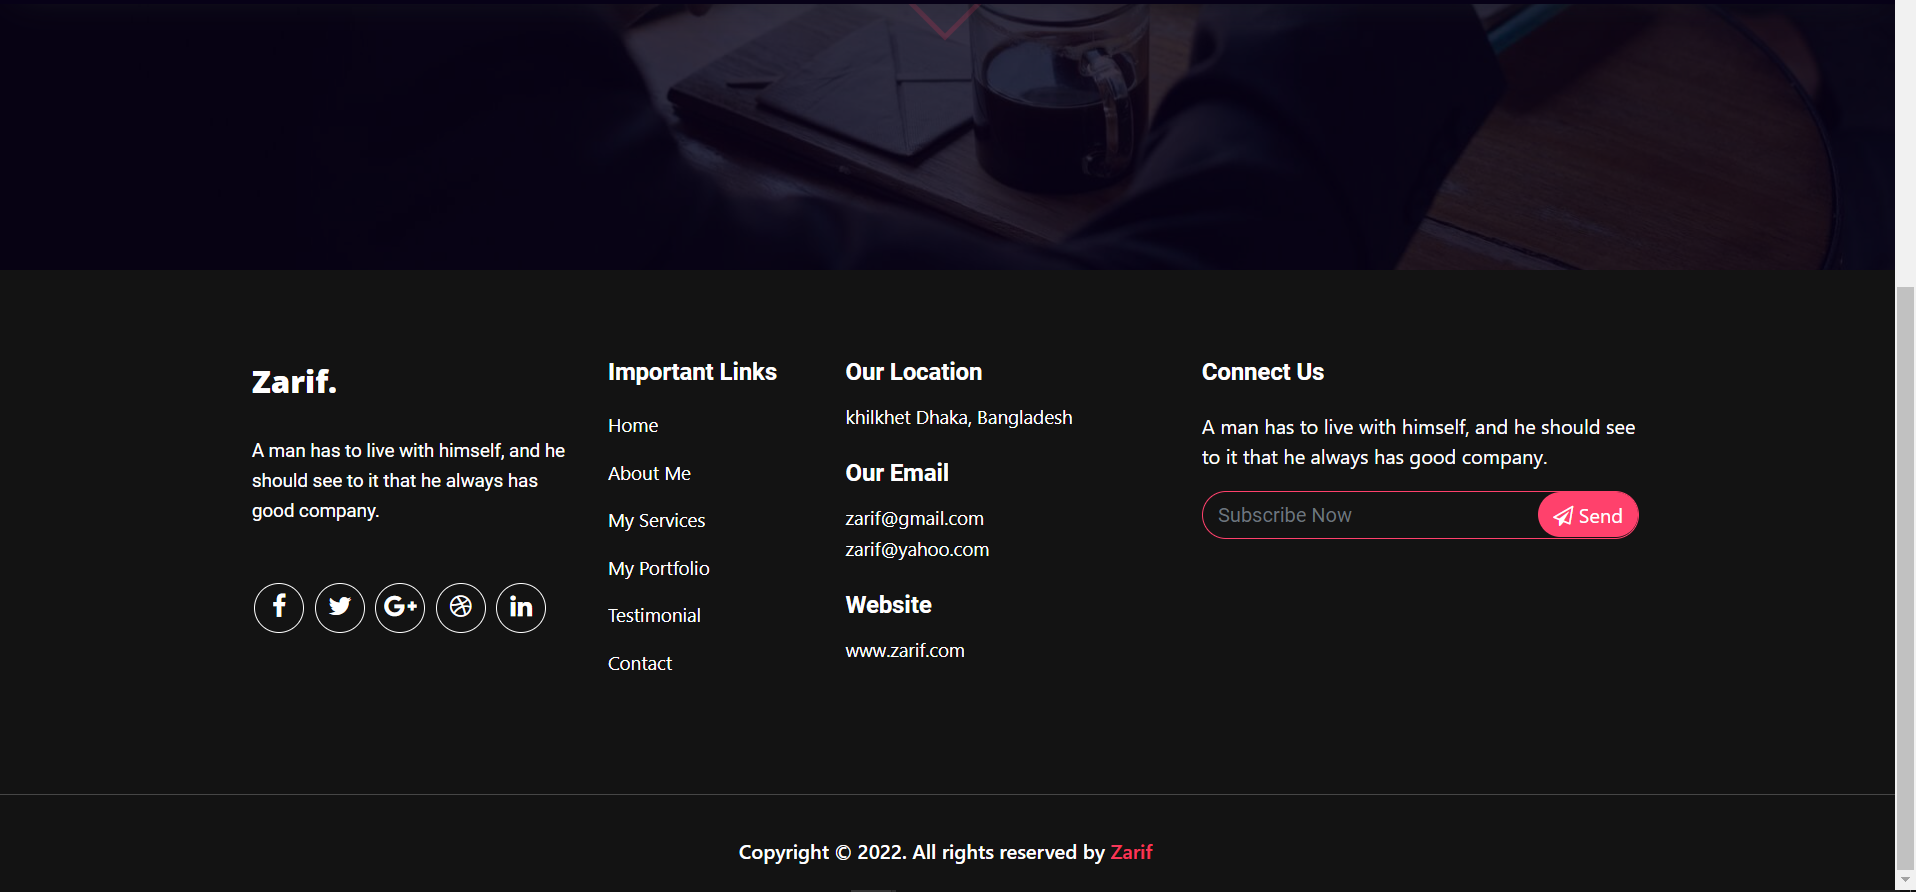 Zarif.
A man has to live with himself, and he
should see to it that he always has
good company.
Important Links
Home
About Me
My Services
My Portfolio
Testimonial
Contact
Our Location
khilkhet Dhaka, Bangladesh
Our Email
zarif@gmail.com
zarif@yahoo.com
Website
www.zarif.com
Connect Us
A man has to live with himself, and he should see
to it that he always has good company.
Subscribe Now
Send
Copyright © 2022. All rights reserved by Zarif